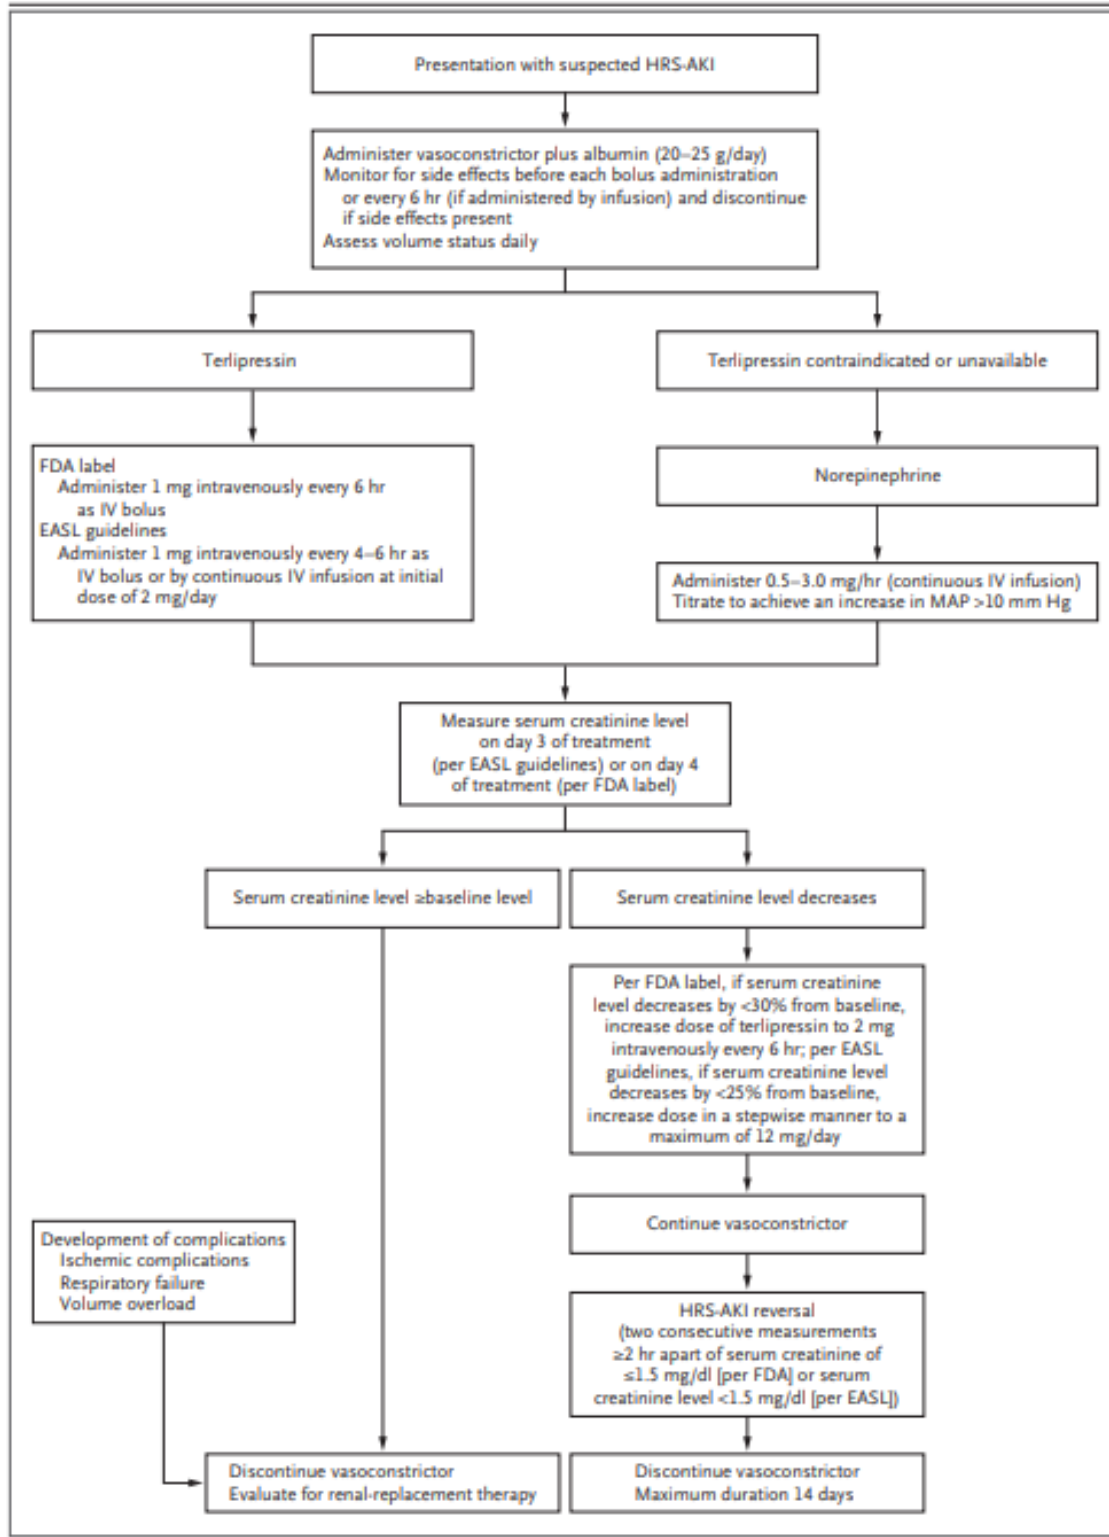 Presentation with suspected HRS-AKI
Administer vasoconstrictor plus albumin (20–25 g/day)
Monitor for side effects before each bolus administration
or every 6 hr (if administered by infusion) and discontinue
if side effects present
Assess volume status daily
Terlipressin
Terlipressin contraindicated or unavailable
FDA label
Administer 1 mg intravenously every 6 hr
as IV bolus
EASL guidelines
Administer 1 mg intravenously every 4–6 hr as
IV bolus or by continuous IV infusion at initial
dose of 2 mg/day
Norepinephrine
Administer 0.5–3.0 mg/hr (continuous IV infusion)
Titrate to achieve an increase in MAP >10 mm Hg
Measure serum creatinine level
on day 3 of treatment
(per EASL guidelines) or on day 4
of treatment (per FDA label)
Serum creatinine level ≥baseline level
Serum creatinine level decreases
Per FDA label, if serum creatinine
level decreases by <30% from baseline,
increase dose of terlipressin to 2 mg
intravenously every 6 hr; per EASL
guidelines, if serum creatinine level
decreases by <25% from baseline,
increase dose in a stepwise manner to a
maximum of 12 mg/day
Continue vasoconstrictor
Development of complications
Ischemic complications
Respiratory failure
Volume overload
HRS-AKI reversal
(two consecutive measurements
≥2 hr apart of serum creatinine of
≤1.5 mg/dl [per FDA] or serum
creatinine level <1.5 mg/dl [per EASL])
Discontinue vasoconstrictor
Evaluate for renal-replacement therapy
Discontinue vasoconstrictor
Maximum duration 14 days